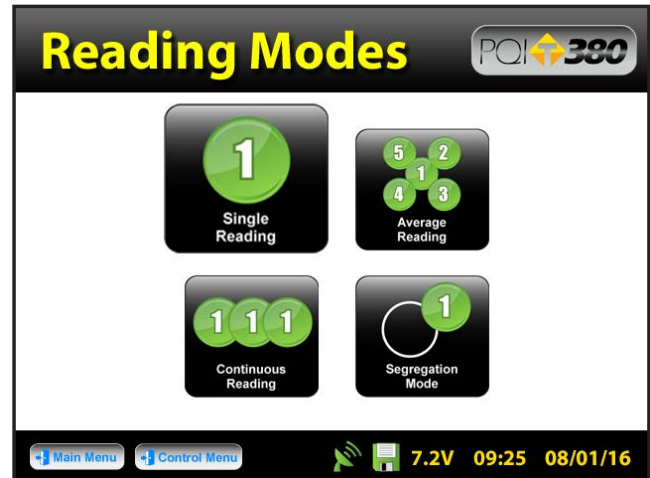 Reading Modes
PQI T 380
1
Single
Reading
5 2
1
4 3
Average
Reading
1 1 1
Continuous
Reading
1
Segregation
Mode
Main Menu
Control Menu
7.2V 09:25 08/01/16